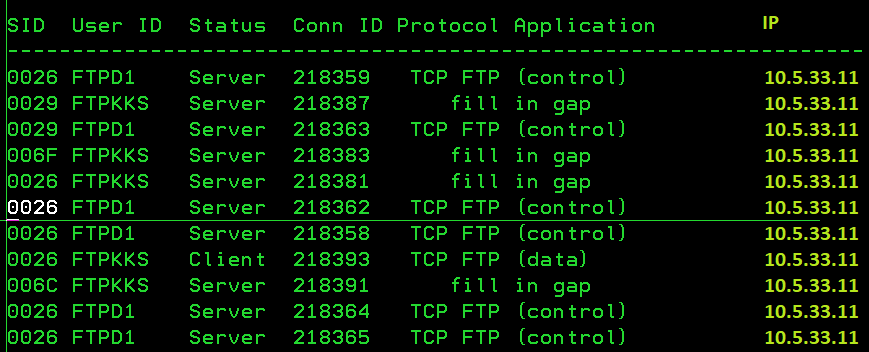 SID User ID Status Conn ID Protocol Application IP
0026 FTPD1 Server 218359 TCP FTP (control) 10.5.33.11
0029 FTPKKS Server 218387 fill in gap 10.5.33.11
0029 FTPD1 Server 218363 TCP FTP (control) 10.5.33.11
006F FTPKKS Server 218383 fill in gap 10.5.33.11
0026 FTPKKS Server 218381 fill in gap 10.5.33.11
0026 FTPD1 Server 218362 TCP FTP (control) 10.5.33.11
0026 FTPD1 Server 218358 TCP FTP (control) 10.5.33.11
0026 FTPKKS Client 218393 TCP FTP (data) 10.5.33.11
006C FTPKKS Server 218391 fill in gap 10.5.33.11
0026 FTPD1 Server 218364 TCP FTP (control) 10.5.33.11
0026 FTPD1 Server 218365 TCP FTP (control) 10.5.33.11